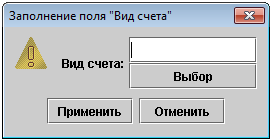 Заполнение поля "Вид счета"
Вид счета:
Выбор
Применить Отменить